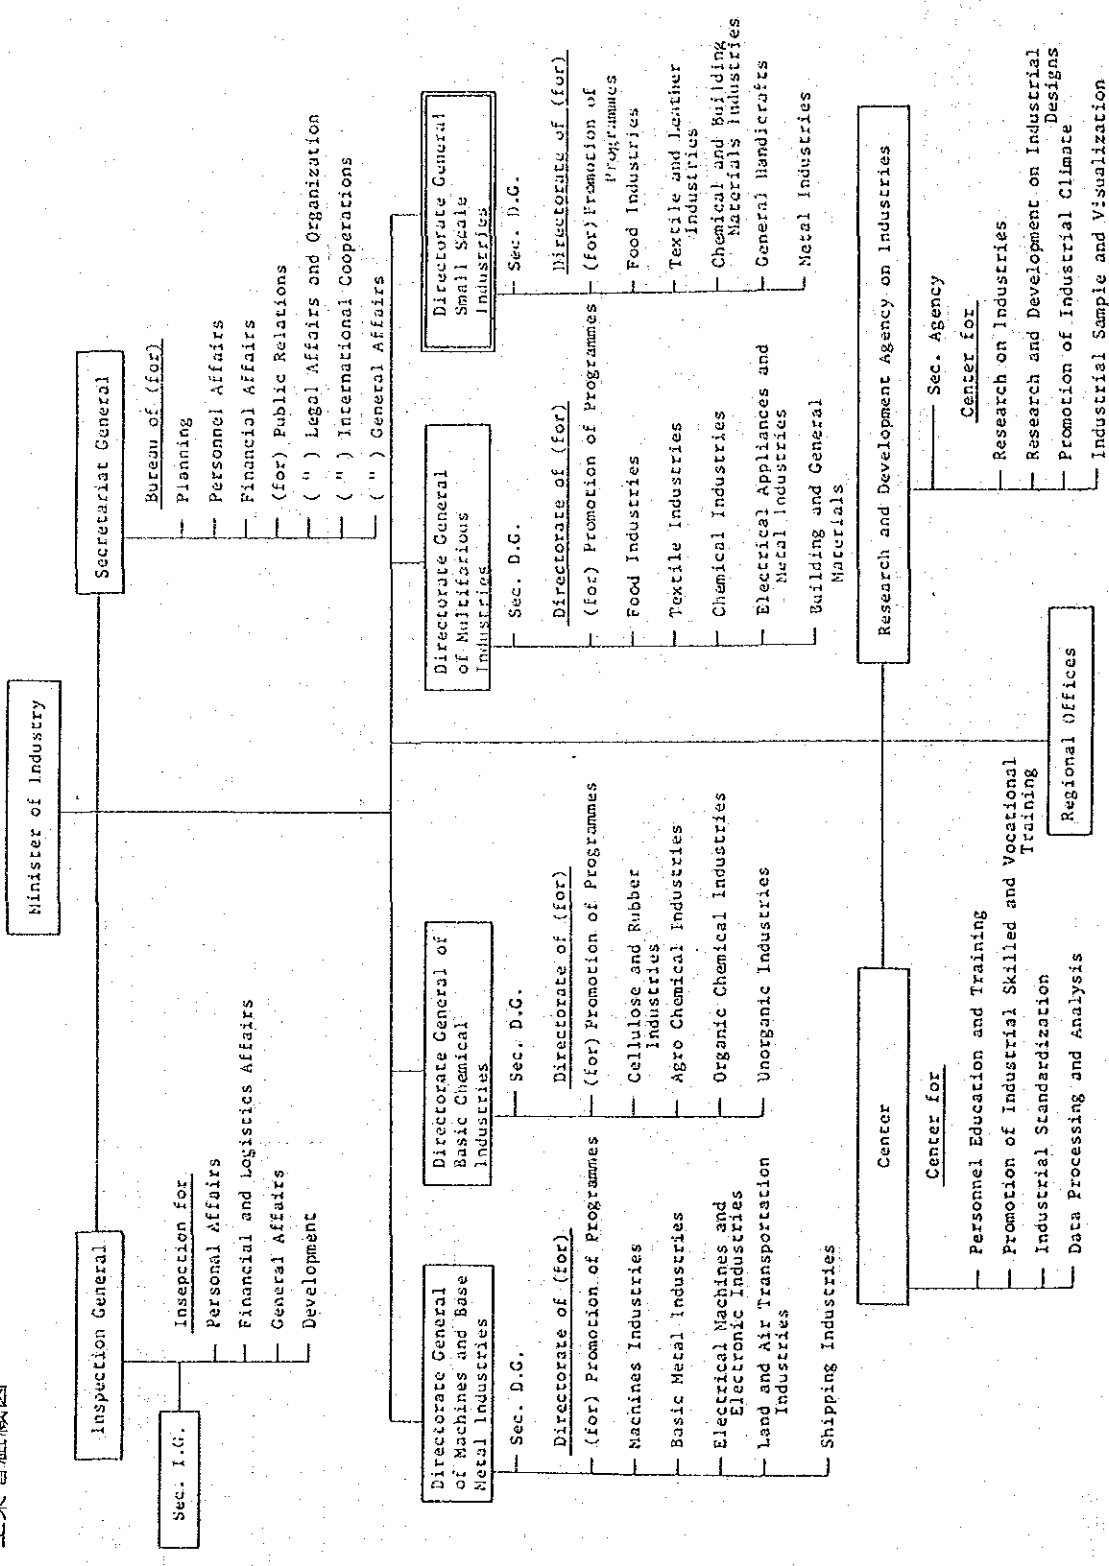 工業省組織図
Minister of Industry
Inspection General
Sec. I.G.
Insepction for
Personal Affairs
Financial and Logistics Affairs
General Affairs
Development
Secretariat General
Bureau of (for)
Planning
Personnel Affairs
Financial Affairs
(for) Public Relations
( " ) Legal Affairs and Organization
( " ) International Cooperations
( " ) General Affairs
Directorate General
of Machines and Base
Metal Industries
Sec. D.G.
Directorate of (for)
(for) Promotion of Programmes
Machines Industries
Basic Metal Industries
Electrical Machines and
Electronic Industries
Land and Air Transportation
Industries
Shipping Industries
Directorate General of
Basic Chemical
Industries
Sec. D.G.
Directorate of (for)
(for) Promotion of Programmes
Cellulose and Rubber
Industries
Agro Chemical Industries
Organic Chemical Industries
Unorganic Industries
Directorate General
of Multifarious
Industries
Sec. D.G.
Directorate of (for)
(for) Promotion of Programmes
Food Industries
Textile Industries
Chemical Industries
Electrical Appliances and
Metal Industries
Building and General
Materials
Directorate General
Small Scale
Industries
Sec. D.G.
Directorate of (for)
(for) Promotion of
Programmes
Food Industries
Textile and Leather
Industries
Chemical and Building
Materials Industries
General Handicrafts
Metal Industries
Center
Center for
Personnel Education and Training
Promotion of Industrial Skilled and Vocational
Training
Industrial Standardization
Data Processing and Analysis
Regional Offices
Research and Development Agency on Industries
Sec. Agency
Center for
Research on Industries
Research and Development on Industrial
Designs
Promotion of Industrial Climate
Industrial Sample and Visualization